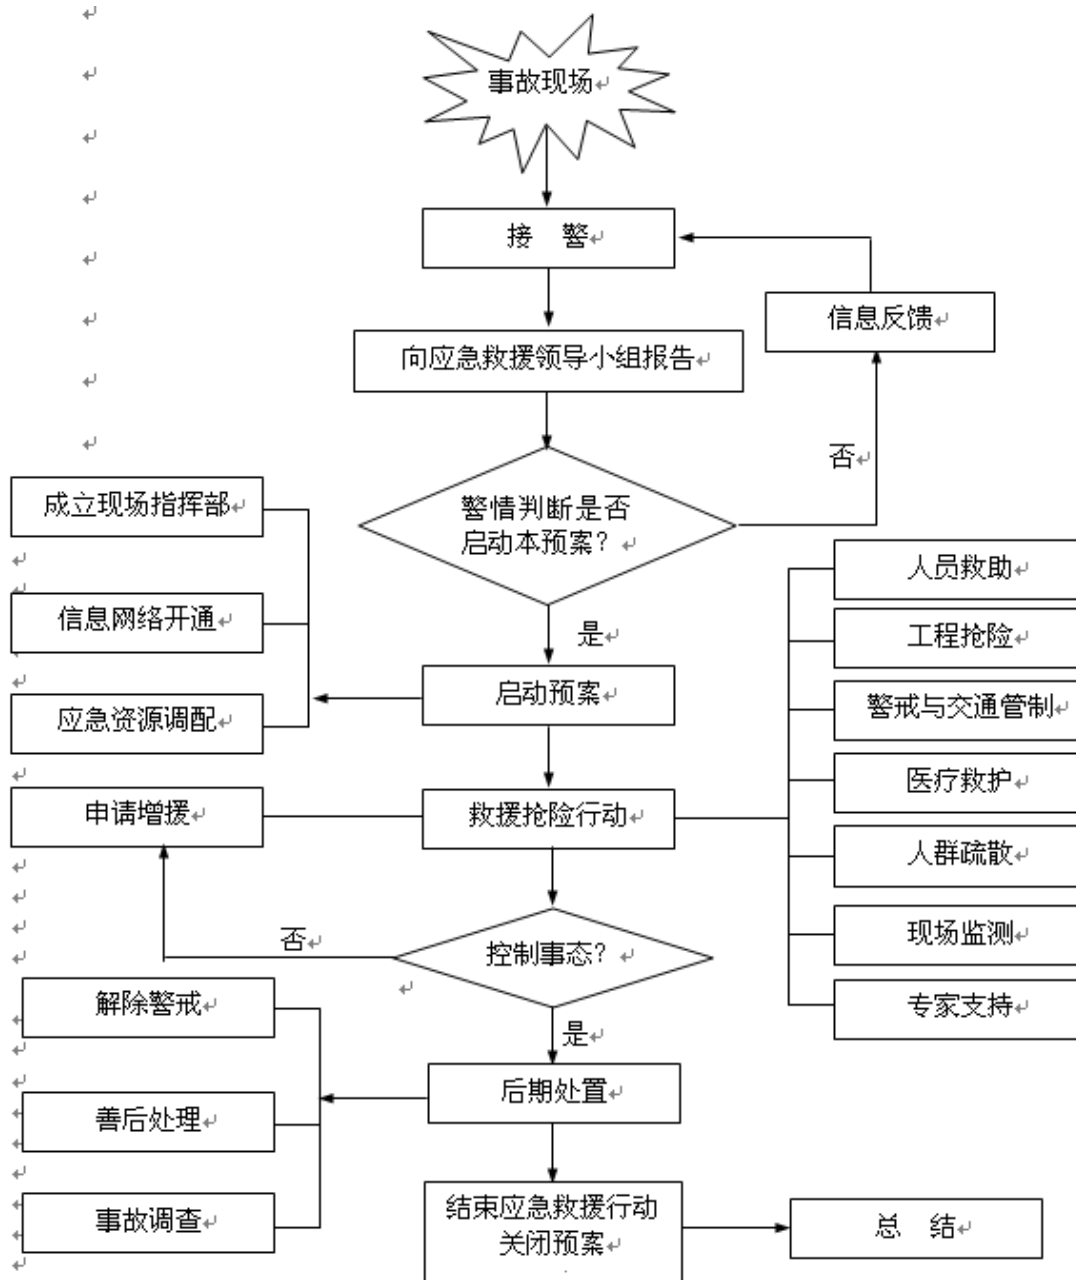 事故现场
接 警
信息反馈
向应急救援领导小组报告
否
警情判断是否
启动本预案？
成立现场指挥部
信息网络开通
应急资源调配
是
启动预案
人员救助
工程抢险
警戒与交通管制
医疗救护
人群疏散
现场监测
专家支持
申请增援
救援抢险行动
否
控制事态？
是
解除警戒
善后处理
事故调查
后期处置
结束应急救援行动
关闭预案
总 结